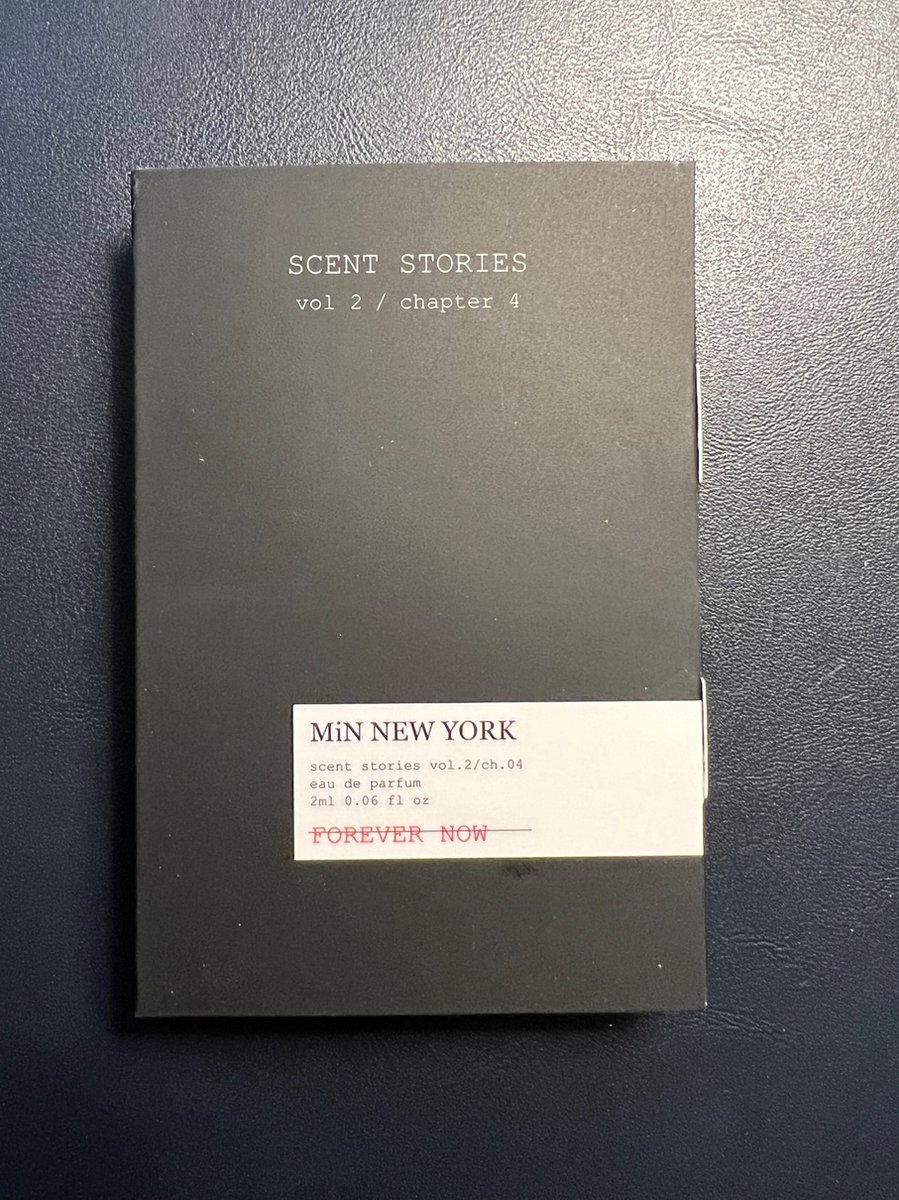 SCENT STORIES
vol 2 / chapter 4
MiN NEW YORK
scent stories vol.2/ch.04
eau de parfum
2ml 0.06 fl oz
FOREVER NOW